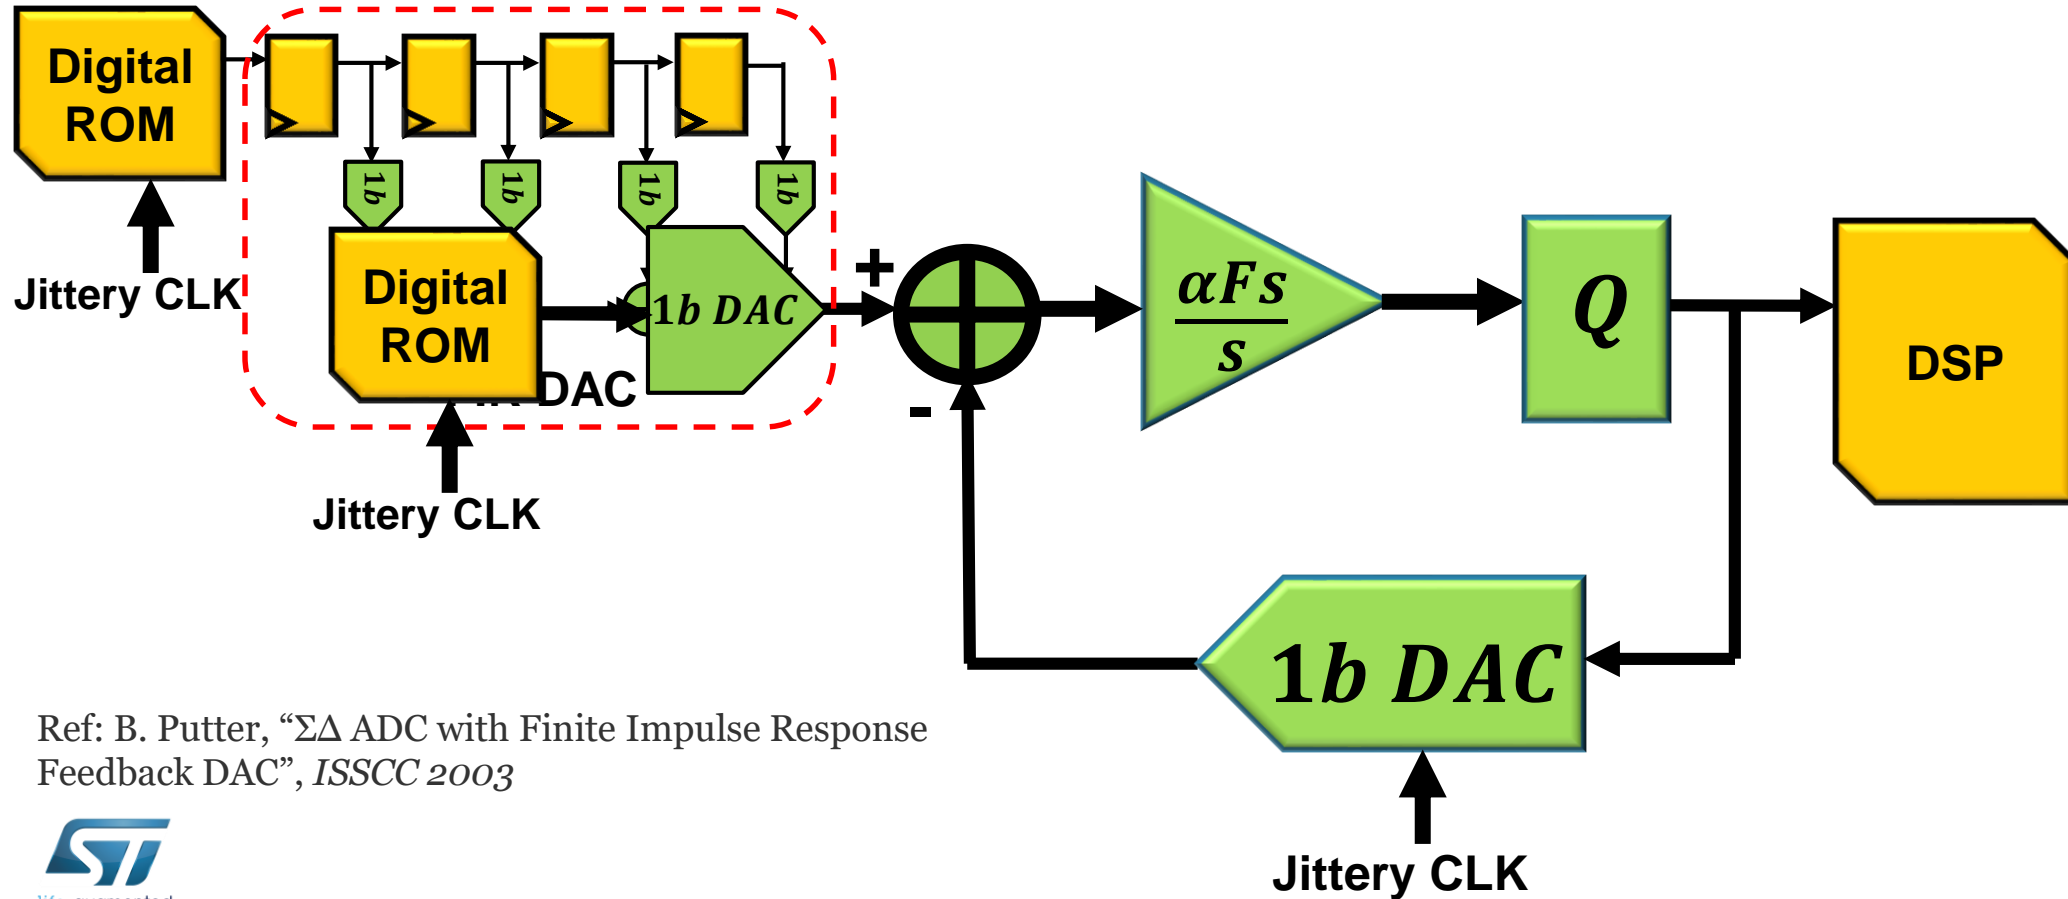 Digital
ROM
Jittery CLK
1b
1b
1b
1b
Digital
ROM
1b DAC
DAC
Jittery CLK
+
-
αFs
s
Q
DSP
1b DAC
Jittery CLK
Ref: B. Putter, “ΣΔ ADC with Finite Impulse Response
Feedback DAC”, ISSCC 2003
ST